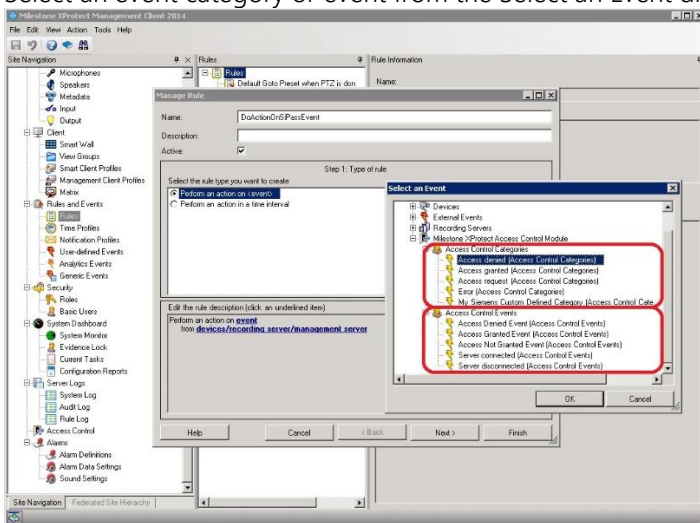 Select an event category or event from the Select an Event
Milestone XProtect Management Client 2014
File Edit View Action Tools Help
Site Navigation
Microphones
Speakers
Metadata
Input
Output
Client
Smart Wall
View Groups
Smart Client Profiles
Management Client Profiles
Matrix
Rules and Events
Rules
Time Profiles
Notification Profiles
User-defined Events
Analytics Events
Generic Events
Security
Roles
Basic Users
System Dashboard
System Monitor
Evidence Lock
Current Tasks
Configuration Reports
Server Logs
System Log
Audit Log
Rule Log
Access Control
Alarms
Alarm Definitions
Alarm Data Settings
Sound Settings
Site Navigation Federated Site Hierarchy
Rules
Rules
Default Goto Preset when PTZ is don
Rule Information
Name:
Manage Rule
Name: DoActionOnSiPassEvent
Description:
Active:
Step 1: Type of rule
Select the rule type you want to create
Perform an action on <event>
Perform an action in a time interval
Edit the rule description (click an underlined item)
Perform an action on event
from devices/recording server/management server
Help Cancel < Back Next > Finish
Select an Event
Devices
External Events
Recording Servers
Milestone XProtect Access Control Module
Access Control Categories
Access denied (Access Control Categories)
Access granted (Access Control Categories)
Access request (Access Control Categories)
Error (Access Control Categories)
My Siemens Custom Defined Category (Access Control Cate
Access Control Events
Access Denied Event (Access Control Events)
Access Granted Event (Access Control Events)
Access Not Granted Event (Access Control Events)
Server connected (Access Control Events)
Server disconnected (Access Control Events)
OK Cancel